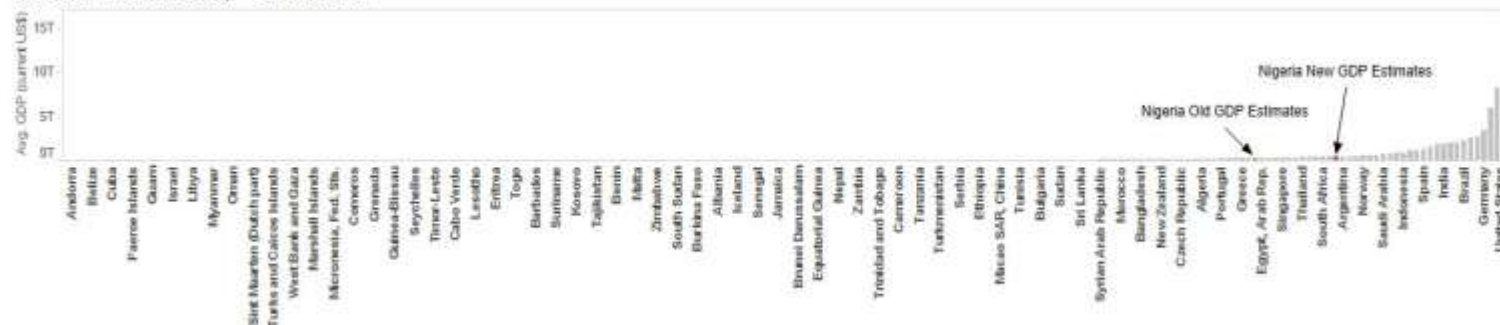 Avg. GDP (current US$)
15T
10T
5T
0T
Nigeria New GDP Estimates
Nigeria Old GDP Estimates
Andorra
Belize
Cuba
Faeroe Islands
Guam
Israel
Libya
Myanmar
Oman
Sint Maarten (Dutch part)
Turks and Caicos Islands
West Bank and Gaza
Marshall Islands
Micronesia, Fed. Sts.
Comoros
Grenada
Guinea-Bissau
Seychelles
Timor-Leste
Cabo Verde
Lesotho
Eritrea
Togo
Barbados
Suriname
Kosovo
Tajikistan
Benin
Malta
Zimbabwe
South Sudan
Burkina Faso
Albania
Iceland
Senegal
Jamaica
Brunei Darussalam
Equatorial Guinea
Nepal
Zambia
Trinidad and Tobago
Cameroon
Tanzania
Turkmenistan
Serbia
Ethiopia
Macao SAR, China
Tunisia
Bulgaria
Sudan
Sri Lanka
Syrian Arab Republic
Morocco
Bangladesh
New Zealand
Czech Republic
Algeria
Portugal
Greece
Egypt, Arab Rep.
Singapore
Thailand
South Africa
Argentina
Norway
Saudi Arabia
Indonesia
Spain
India
Brazil
Germany